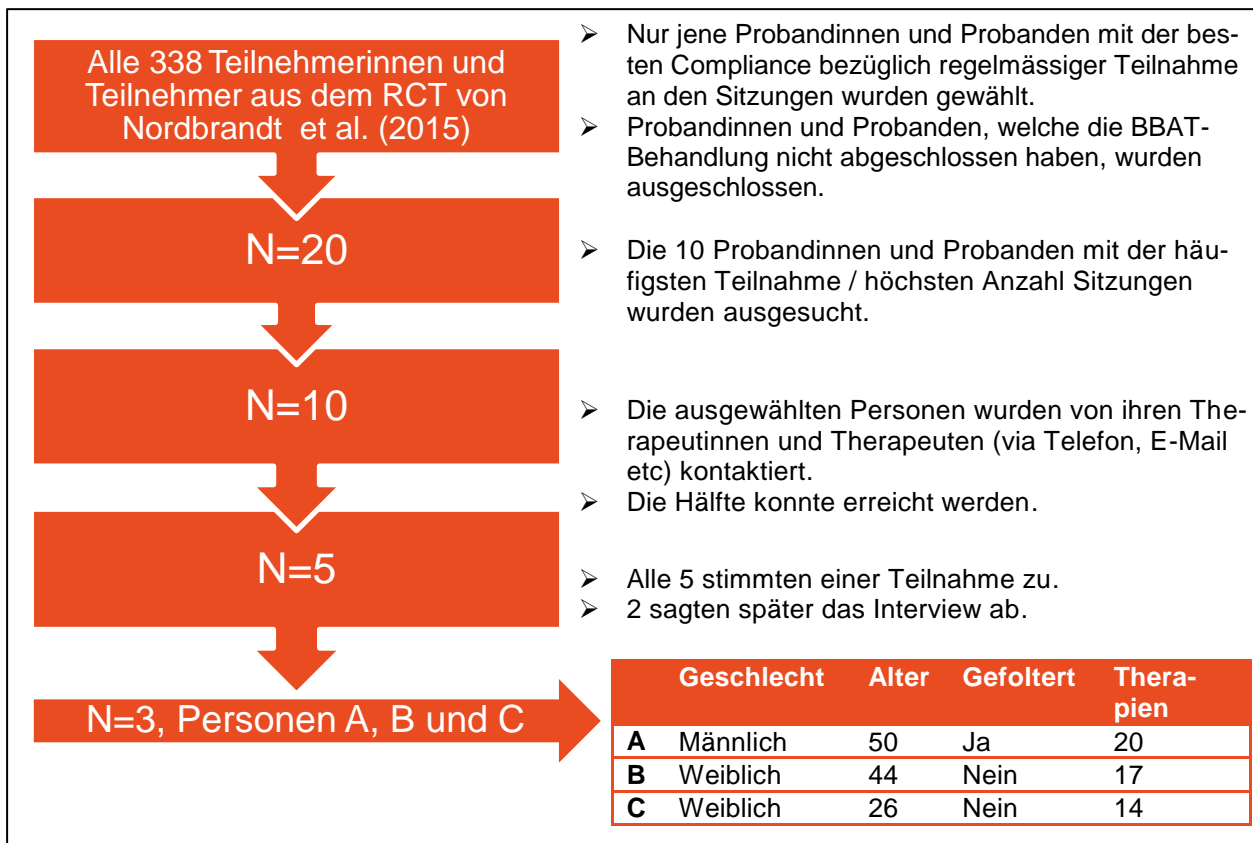 Alle 338 Teilnehmerinnen und
Teilnehmer aus dem RCT von
Nordbrandt et al. (2015)
➢ Nur jene Probandinnen und Probanden mit der bes-
ten Compliance bezüglich regelmässiger Teilnahme
an den Sitzungen wurden gewählt.
➢ Probandinnen und Probanden, welche die BBAT-
Behandlung nicht abgeschlossen haben, wurden
ausgeschlossen.
N=20
➢ Die 10 Probandinnen und Probanden mit der häu-
figsten Teilnahme / höchsten Anzahl Sitzungen
wurden ausgesucht.
N=10
➢ Die ausgewählten Personen wurden von ihren The-
rapeutinnen und Therapeuten (via Telefon, E-Mail
etc) kontaktiert.
➢ Die Hälfte konnte erreicht werden.
N=5
➢ Alle 5 stimmten einer Teilnahme zu.
➢ 2 sagten später das Interview ab.
N=3, Personen A, B und C
Geschlecht Alter Gefoltert Thera-
pien
A Männlich 50 Ja 20
B Weiblich 44 Nein 17
C Weiblich 26 Nein 14